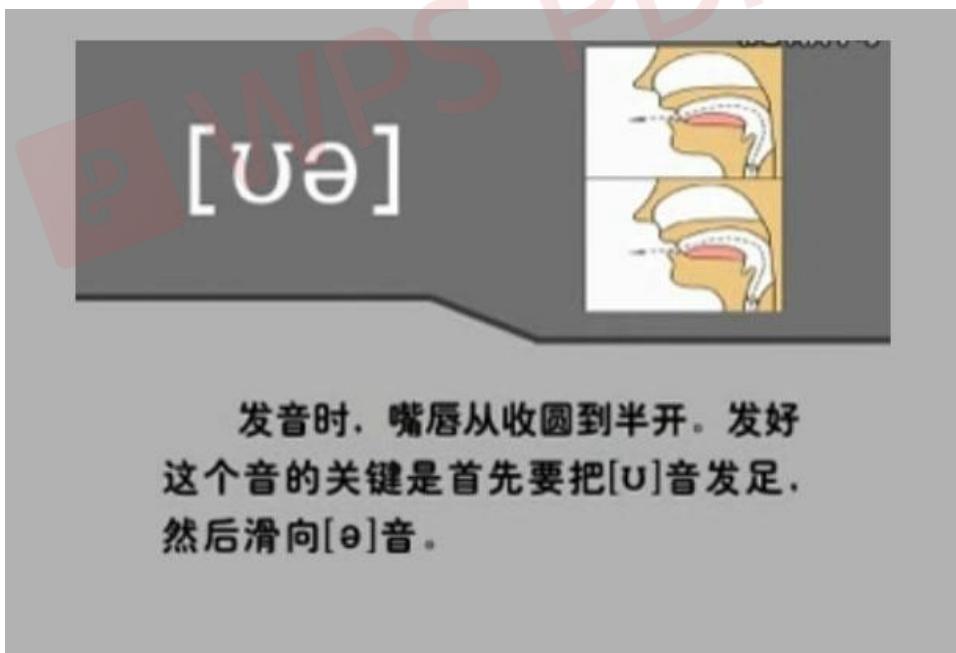 WPS PD
[ʊə]
发音时，嘴唇从收圆到半开。发好
这个音的关键是首先要把[ʊ]音发足，
然后滑向[ə]音。